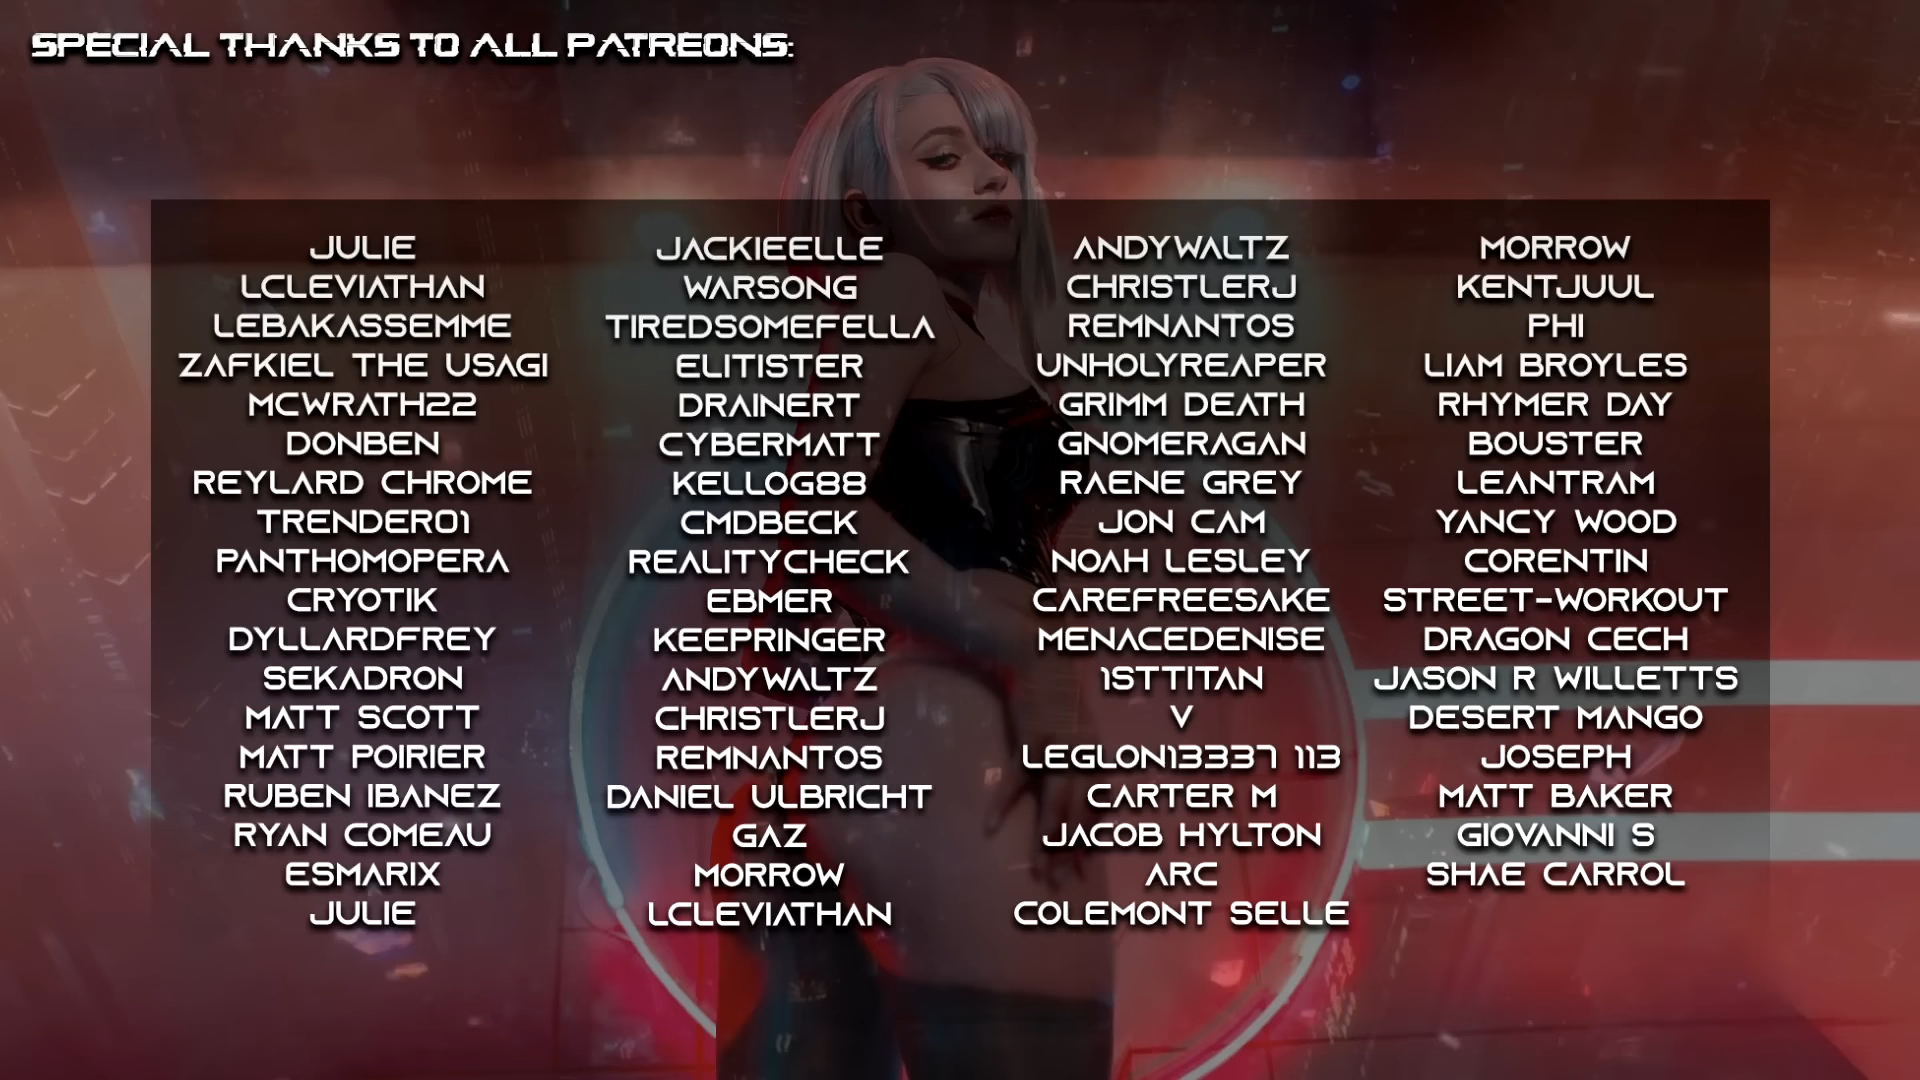 SPECIAL THANKS TO ALL PATREONS:
JULIE
LCLEVIATHAN
LEBAKASSEMME
ZAFKIEL THE USAGI
MCWRATH22
DONBEN
REYLARD CHROME
TRENDER01
PANTHOMOPERA
CRYOTIK
DYLLARDFREY
SEKADRON
MATT SCOTT
MATT POIRIER
RUBEN IBANEZ
RYAN COMEAU
ESMARIX
JULIE
JACKIEELLE
WARSONG
TIREDSOMEFELLA
ELITISTER
DRAINERT
CYBERMATT
KELLOG88
CMDBECK
REALITYCHECK
EBMER
KEEPRINGER
ANDYWALTZ
CHRISTLERJ
REMNANTOS
DANIEL ULBRICHT
GAZ
MORROW
LCLEVIATHAN
ANDYWALTZ
CHRISTLERJ
REMNANTOS
UNHOLYREAPER
GRIMM DEATH
GNOMERAGAN
RAENE GREY
JON CAM
NOAH LESLEY
CAREFREESAKE
MENACEDENISE
1STTITAN
V
LEGLON13337 113
CARTER M
JACOB HYLTON
ARC
COLEMONT SELLE
MORROW
KENTJUUL
PHI
LIAM BROYLES
RHYMER DAY
BOUSTER
LEANTRAM
YANCY WOOD
CORENTIN
STREET-WORKOUT
DRAGON CECH
JASON R WILLETTS
DESERT MANGO
JOSEPH
MATT BAKER
GIOVANNI S
SHAE CARROL